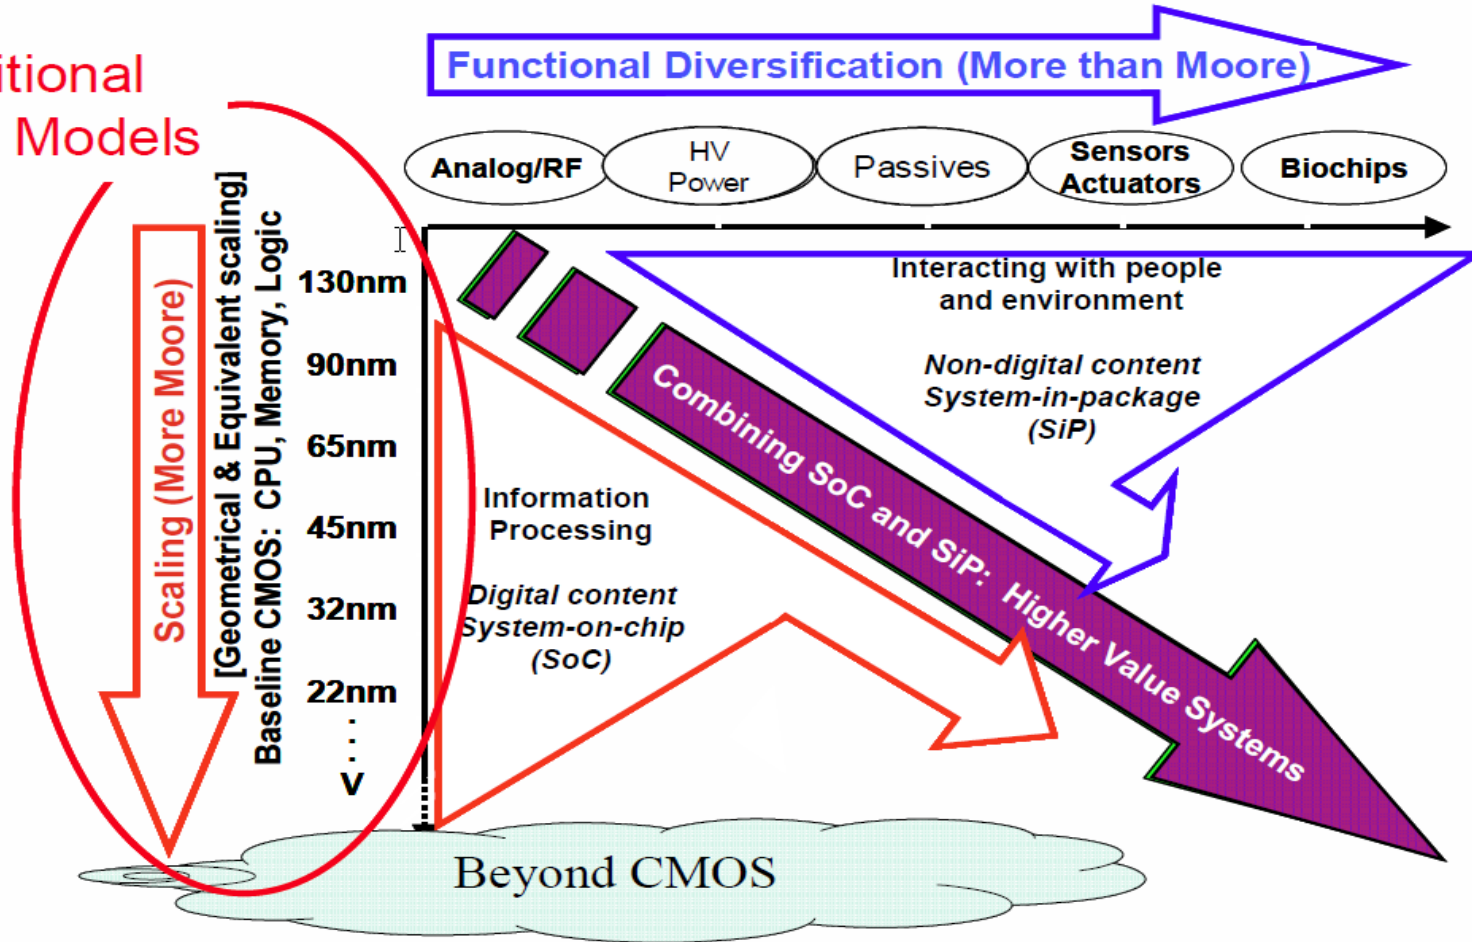 itional
Models
Functional Diversification (More than Moore)
Analog/RF
HV
Power
Passives
Sensors
Actuators
Biochips
Scaling (More Moore)
[Geometrical & Equivalent scaling]
Baseline CMOS: CPU, Memory, Logic
130nm
90nm
65nm
45nm
32nm
22nm
V
Interacting with people
and environment
Non-digital content
System-in-package
(SiP)
Combining SoC and SiP: Higher Value Systems
Information
Processing
Digital content
System-on-chip
(SoC)
Beyond CMOS